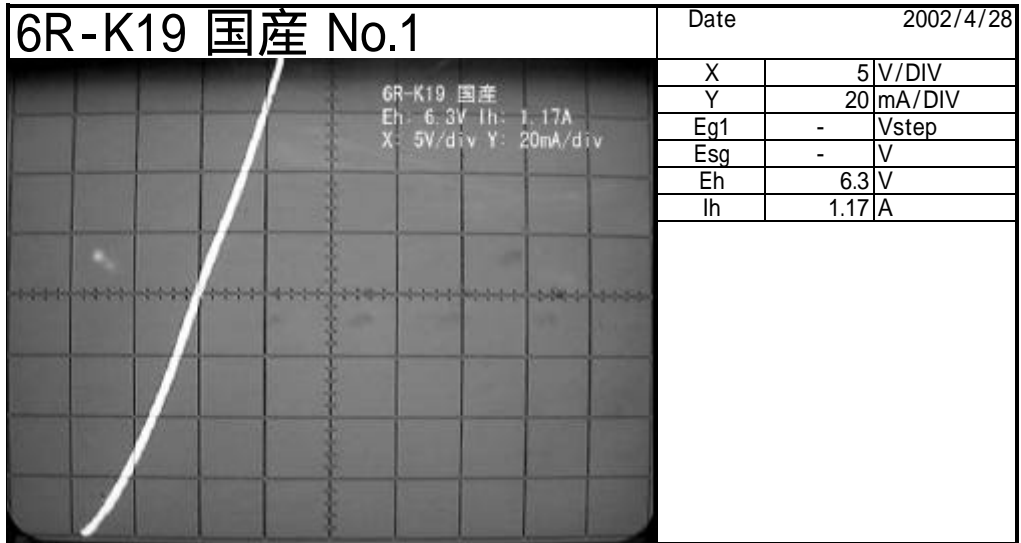 6R-K19 国産 No.1
Date 2002/4/28
6R-K19 国産
Eh: 6.3V Ih: 1.17A
X: 5V/div Y: 20mA/div
X 5 V/DIV
Y 20 mA/DIV
Eg1 - Vstep
Esg - V
Eh 6.3 V
Ih 1.17 A